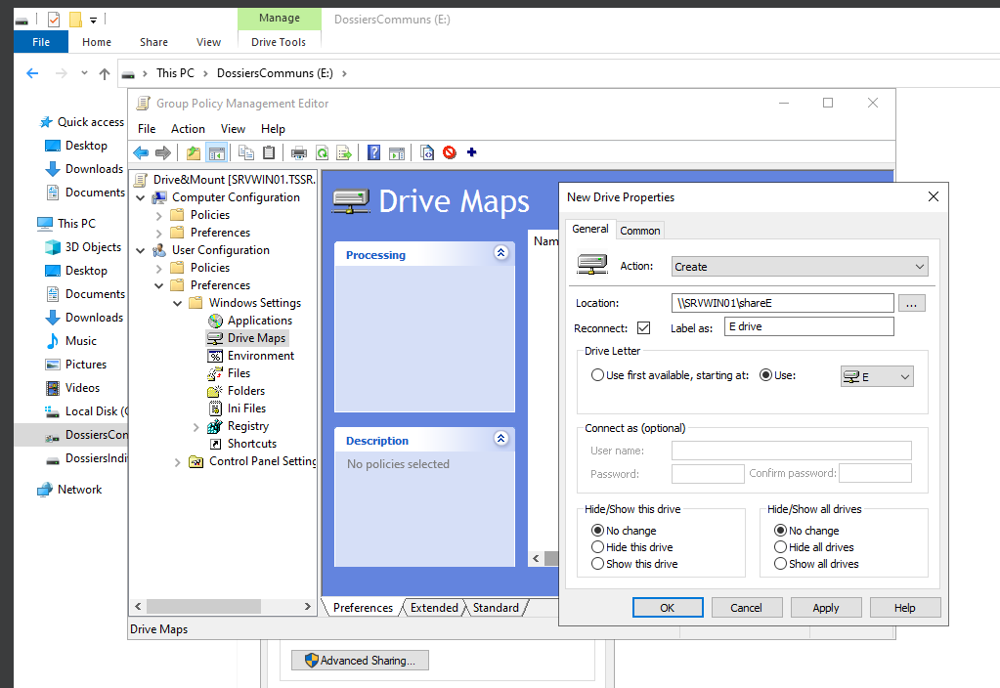 Manage
DossiersCommuns (E:)
File
Home
Share
View
Drive Tools
This PC
DossiersCommuns (E:)
Quick access
Desktop
Downloads
Documents
This PC
3D Objects
Desktop
Documents
Downloads
Music
Pictures
Videos
Local Disk (C
DossiersCon
DossiersIndi
Network
Group Policy Management Editor
File
Action
View
Help
Drive&Mount [SRVWIN01.TSSR.
Computer Configuration
Policies
Preferences
User Configuration
Policies
Preferences
Windows Settings
Applications
Drive Maps
Environment
Files
Folders
Ini Files
Registry
Shortcuts
Control Panel Setting
Drive Maps
Processing
Description
No policies selected
Nam
Preferences
Extended
Standard
Drive Maps
New Drive Properties
General
Common
Action:
Create
Location:
\\SRVWIN01\shareE
...
Reconnect:
Label as:
E drive
Drive Letter
Use first available, starting at:
Use:
E
Connect as (optional)
User name:
Password:
Confirm password:
Hide/Show this drive
No change
Hide this drive
Show this drive
Hide/Show all drives
No change
Hide all drives
Show all drives
OK
Cancel
Apply
Help
Advanced Sharing...